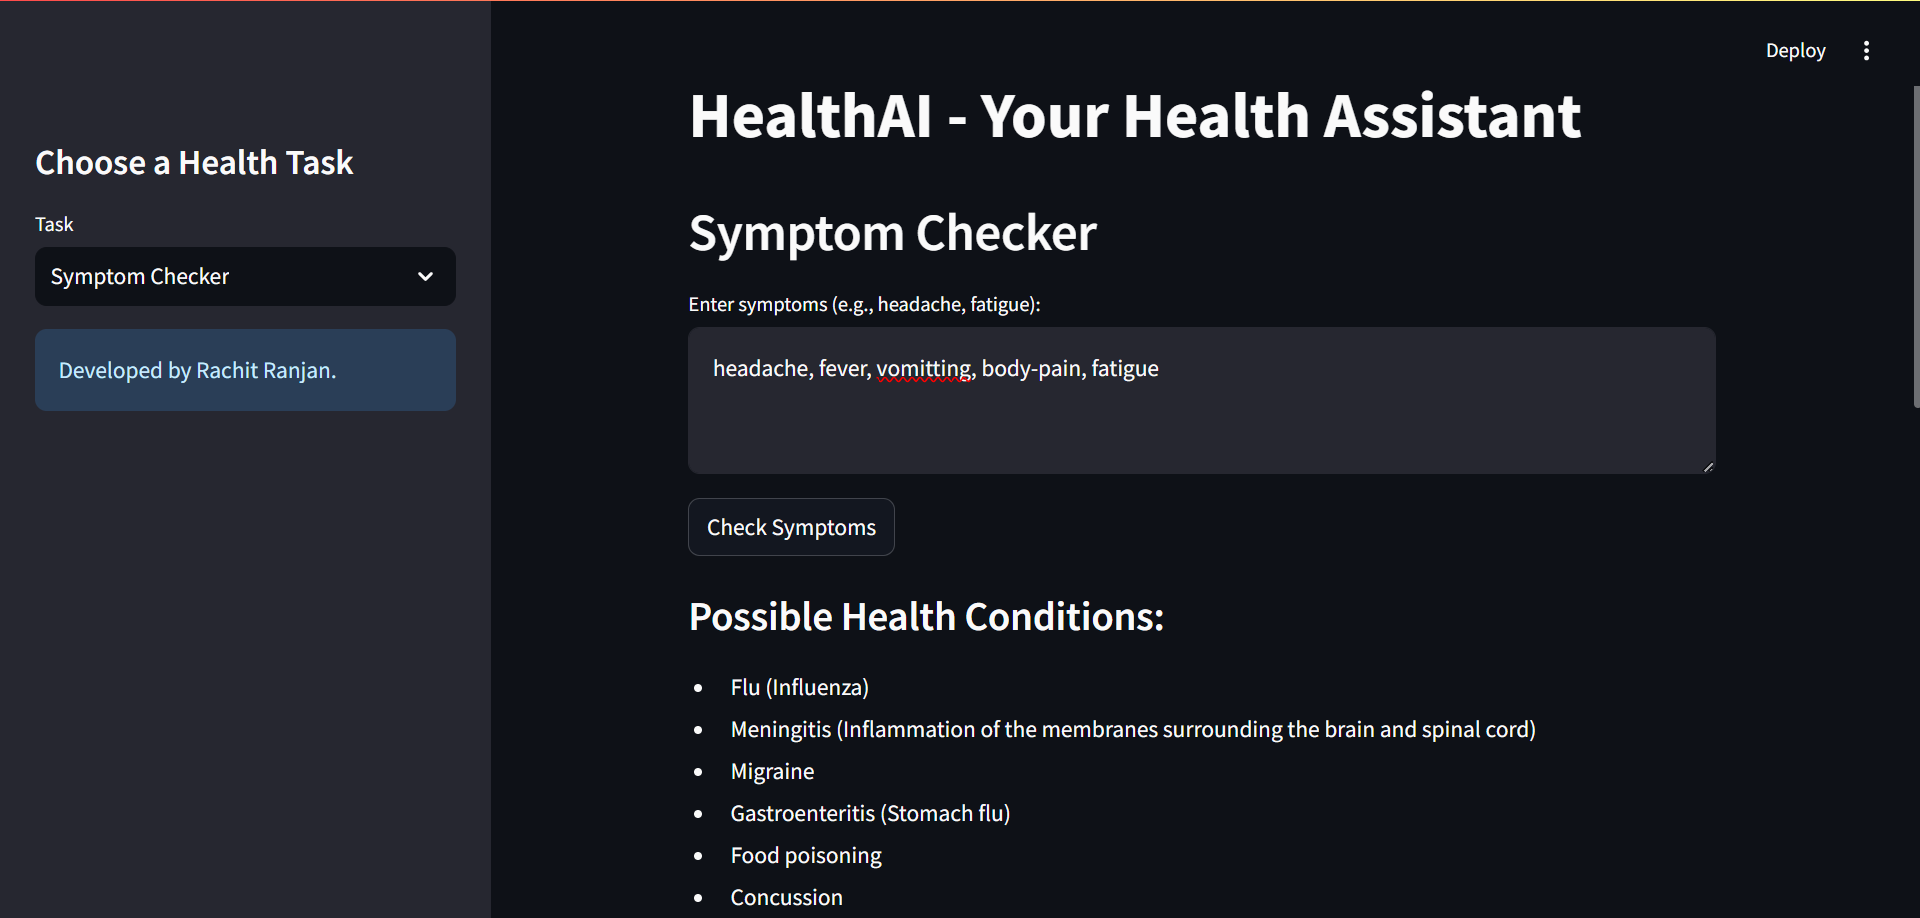 Deploy
Choose a Health Task
Task
Symptom Checker
Developed by Rachit Ranjan.
HealthAI - Your Health Assistant
Symptom Checker
Enter symptoms (e.g., headache, fatigue):
headache, fever, vomitting, body-pain, fatigue
Check Symptoms
Possible Health Conditions:
Flu (Influenza)
Meningitis (Inflammation of the membranes surrounding the brain and spinal cord)
Migraine
Gastroenteritis (Stomach flu)
Food poisoning
Concussion